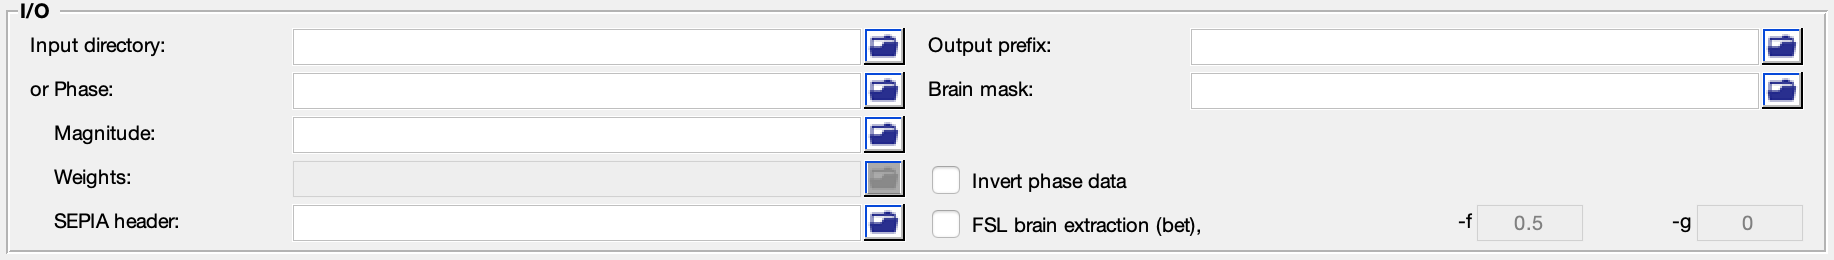 I/O
Input directory:
or Phase:
Magnitude:
Weights:
SEPIA header:
Output prefix:
Brain mask:
Invert phase data
FSL brain extraction (bet), -f 0.5 -g 0